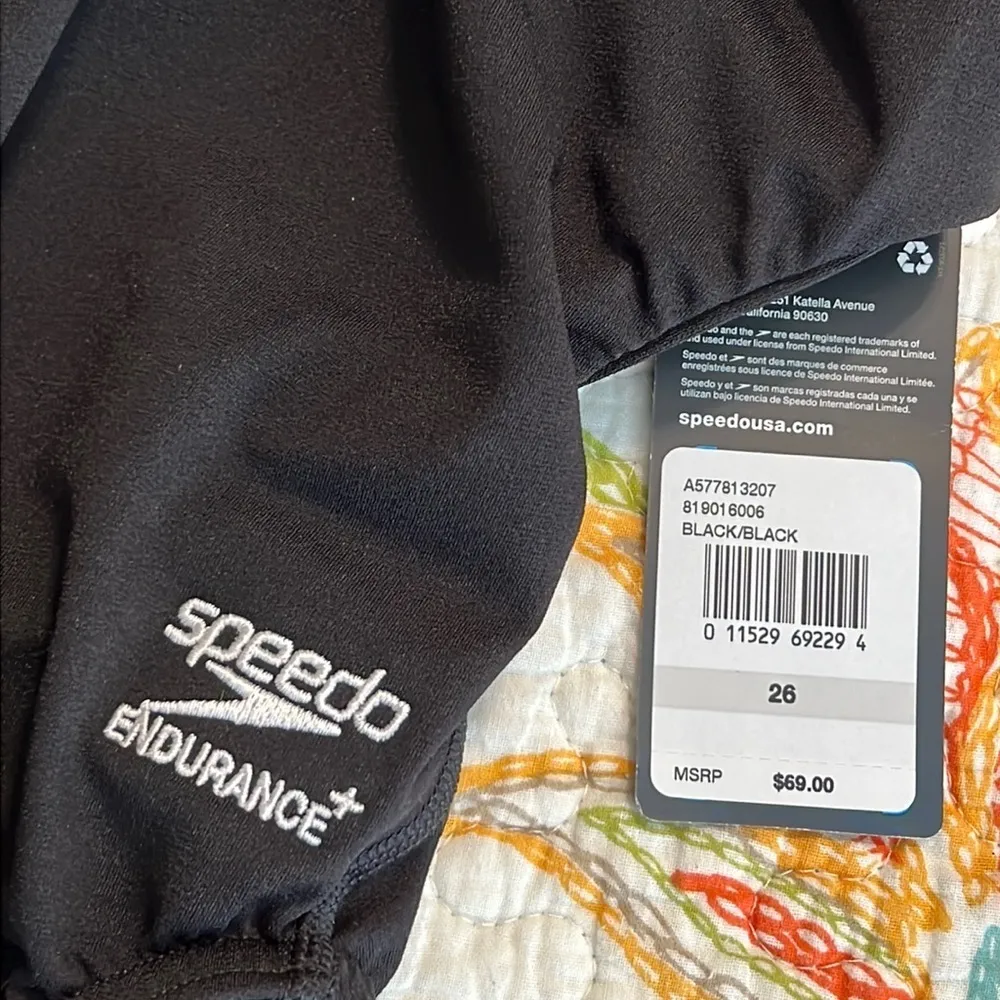 speedo
ENDURANCE+
251 Katella Avenue
California 90630
and the are each registered trademarks of
used under license from Speedo International Limited.
Speedo et sont des marques de commerce
enregistrées sous licence de Speedo International Limitée.
Speedo y et son marcas registradas cada una y se
utilizan bajo licencia de Speedo International Limited.
speedousa.com
A577813207
819016006
BLACK/BLACK
0 11529 69229 4
26
MSRP $69.00